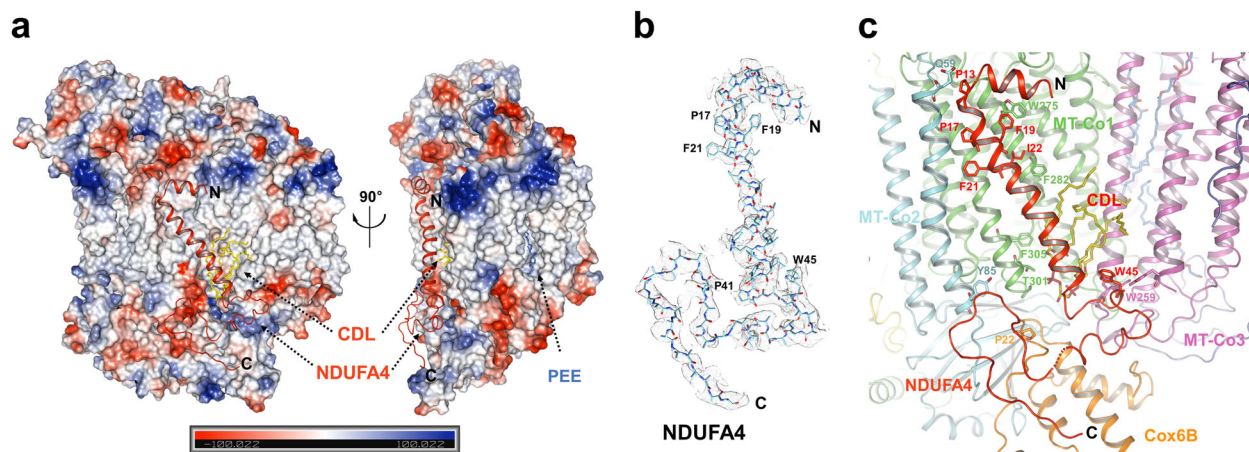 a
N
90°
N
CDL
NDUFA4
C
C
PEE
-100.022
100.022
b
P17
F19
N
F21
W45
P41
C
NDUFA4
c
Q59
P13
N
W275
P17
F19
MT-Co1
I22
F21
F282
MT-Co2
CDL
F305
Y85
T301
W45
W259
P22
MT-Co3
NDUFA4
C
Cox6B